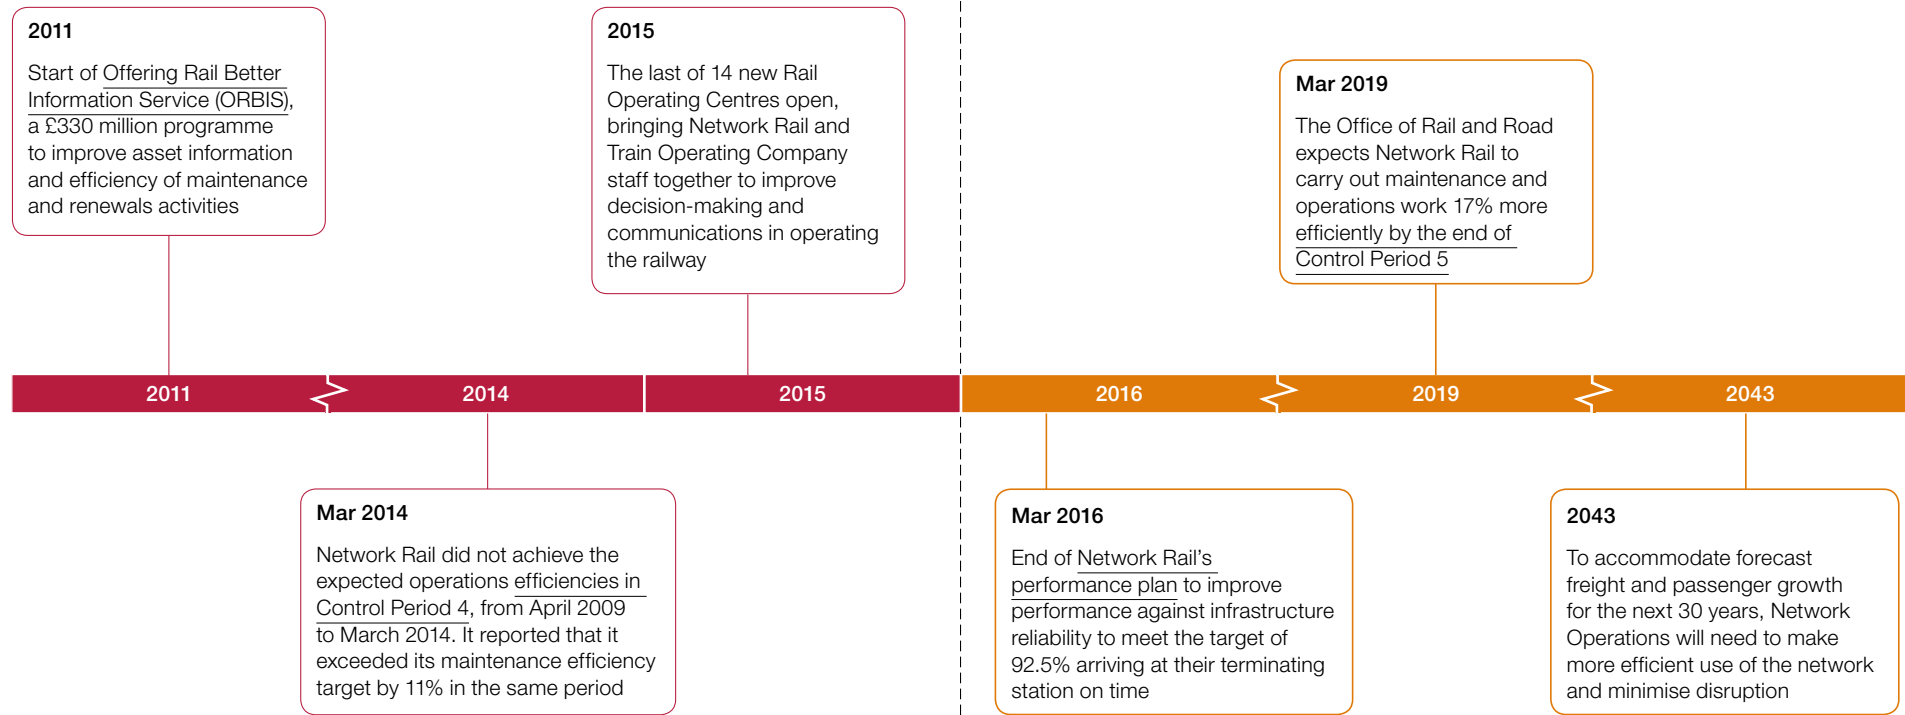 2011
Start of Offering Rail Better
Information Service (ORBIS),
a £330 million programme
to improve asset information
and efficiency of maintenance
and renewals activities
2015
The last of 14 new Rail
Operating Centres open,
bringing Network Rail and
Train Operating Company
staff together to improve
decision-making and
communications in operating
the railway
Mar 2019
The Office of Rail and Road
expects Network Rail to
carry out maintenance and
operations work 17% more
efficiently by the end of
Control Period 5
2011
2014
2015
2016
2019
2043
Mar 2014
Network Rail did not achieve the
expected operations efficiencies in
Control Period 4, from April 2009
to March 2014. It reported that it
exceeded its maintenance efficiency
target by 11% in the same period
Mar 2016
End of Network Rail’s
performance plan to improve
performance against infrastructure
reliability to meet the target of
92.5% arriving at their terminating
station on time
2043
To accommodate forecast
freight and passenger growth
for the next 30 years, Network
Operations will need to make
more efficient use of the network
and minimise disruption